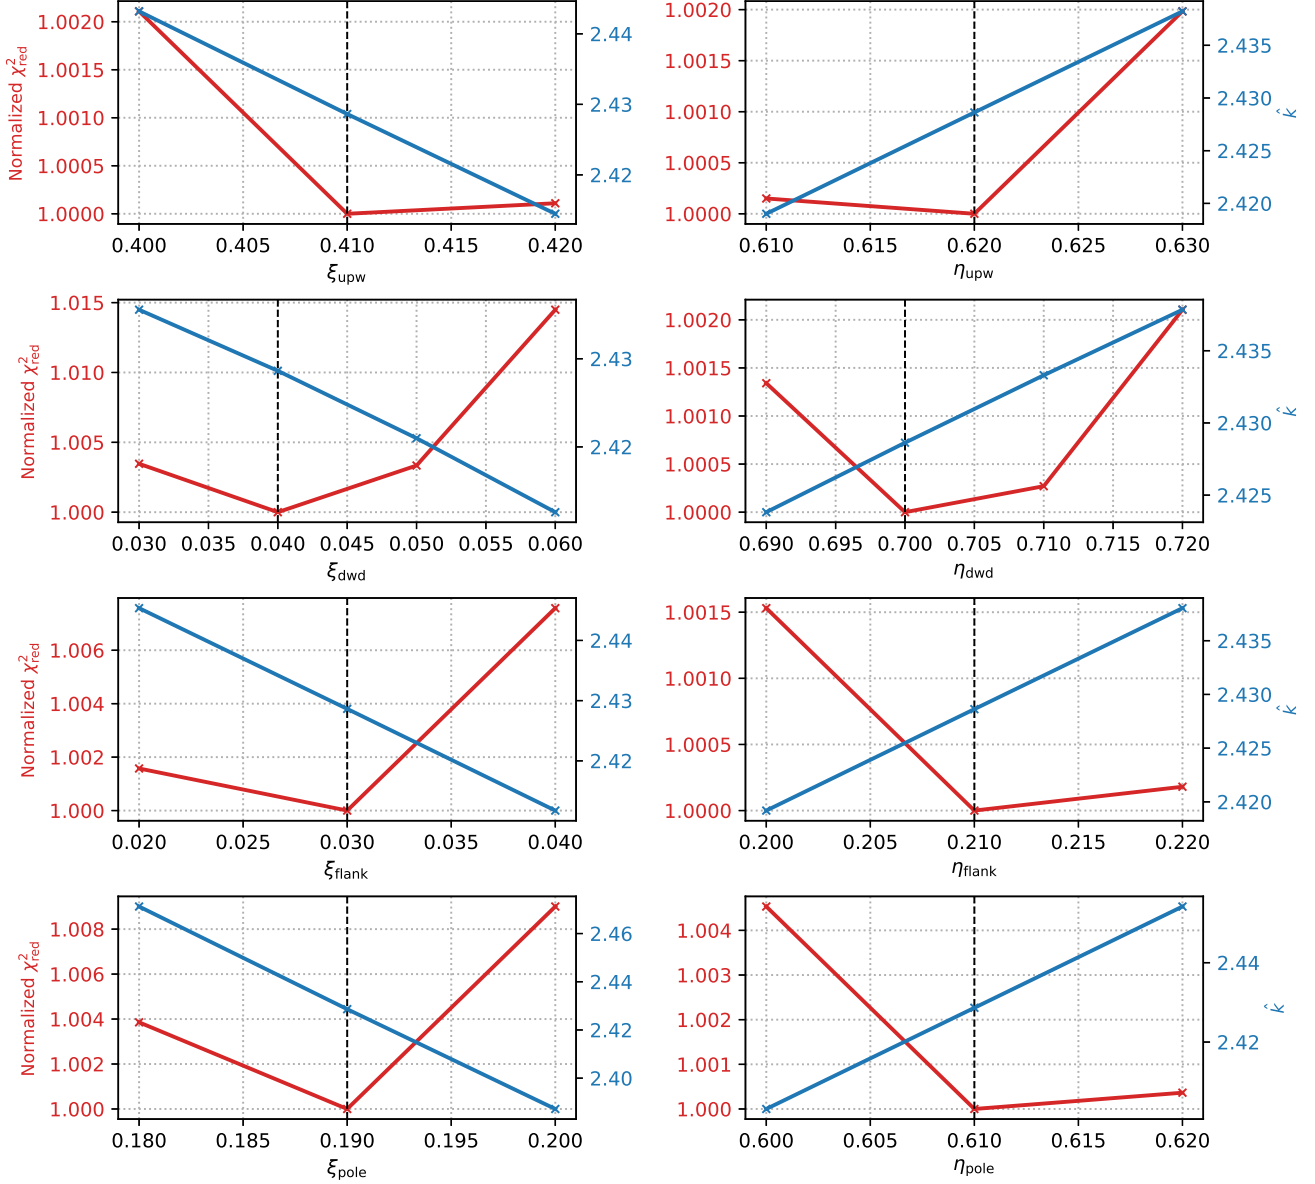 1.0020
1.0015
1.0010
1.0005
1.0000
Normalized χ²red
2.44
2.43
2.42
0.400 0.405 0.410 0.415 0.420
ξupw
1.0020
1.0015
1.0010
1.0005
1.0000
2.435
2.430
2.425
2.420
k̂
0.610 0.615 0.620 0.625 0.630
ηupw
1.015
1.010
1.005
1.000
Normalized χ²red
2.43
2.42
0.030 0.035 0.040 0.045 0.050 0.055 0.060
ξdwd
1.0020
1.0015
1.0010
1.0005
1.0000
2.435
2.430
2.425
k̂
0.690 0.695 0.700 0.705 0.710 0.715 0.720
ηdwd
1.006
1.004
1.002
1.000
Normalized χ²red
2.44
2.43
2.42
0.020 0.025 0.030 0.035 0.040
ξflank
1.0015
1.0010
1.0005
1.0000
2.435
2.430
2.425
2.420
k̂
0.200 0.205 0.210 0.215 0.220
ηflank
1.008
1.006
1.004
1.002
1.000
Normalized χ²red
2.46
2.44
2.42
2.40
0.180 0.185 0.190 0.195 0.200
ξpole
1.004
1.003
1.002
1.001
1.000
2.44
2.42
k̂
0.600 0.605 0.610 0.615 0.620
ηpole